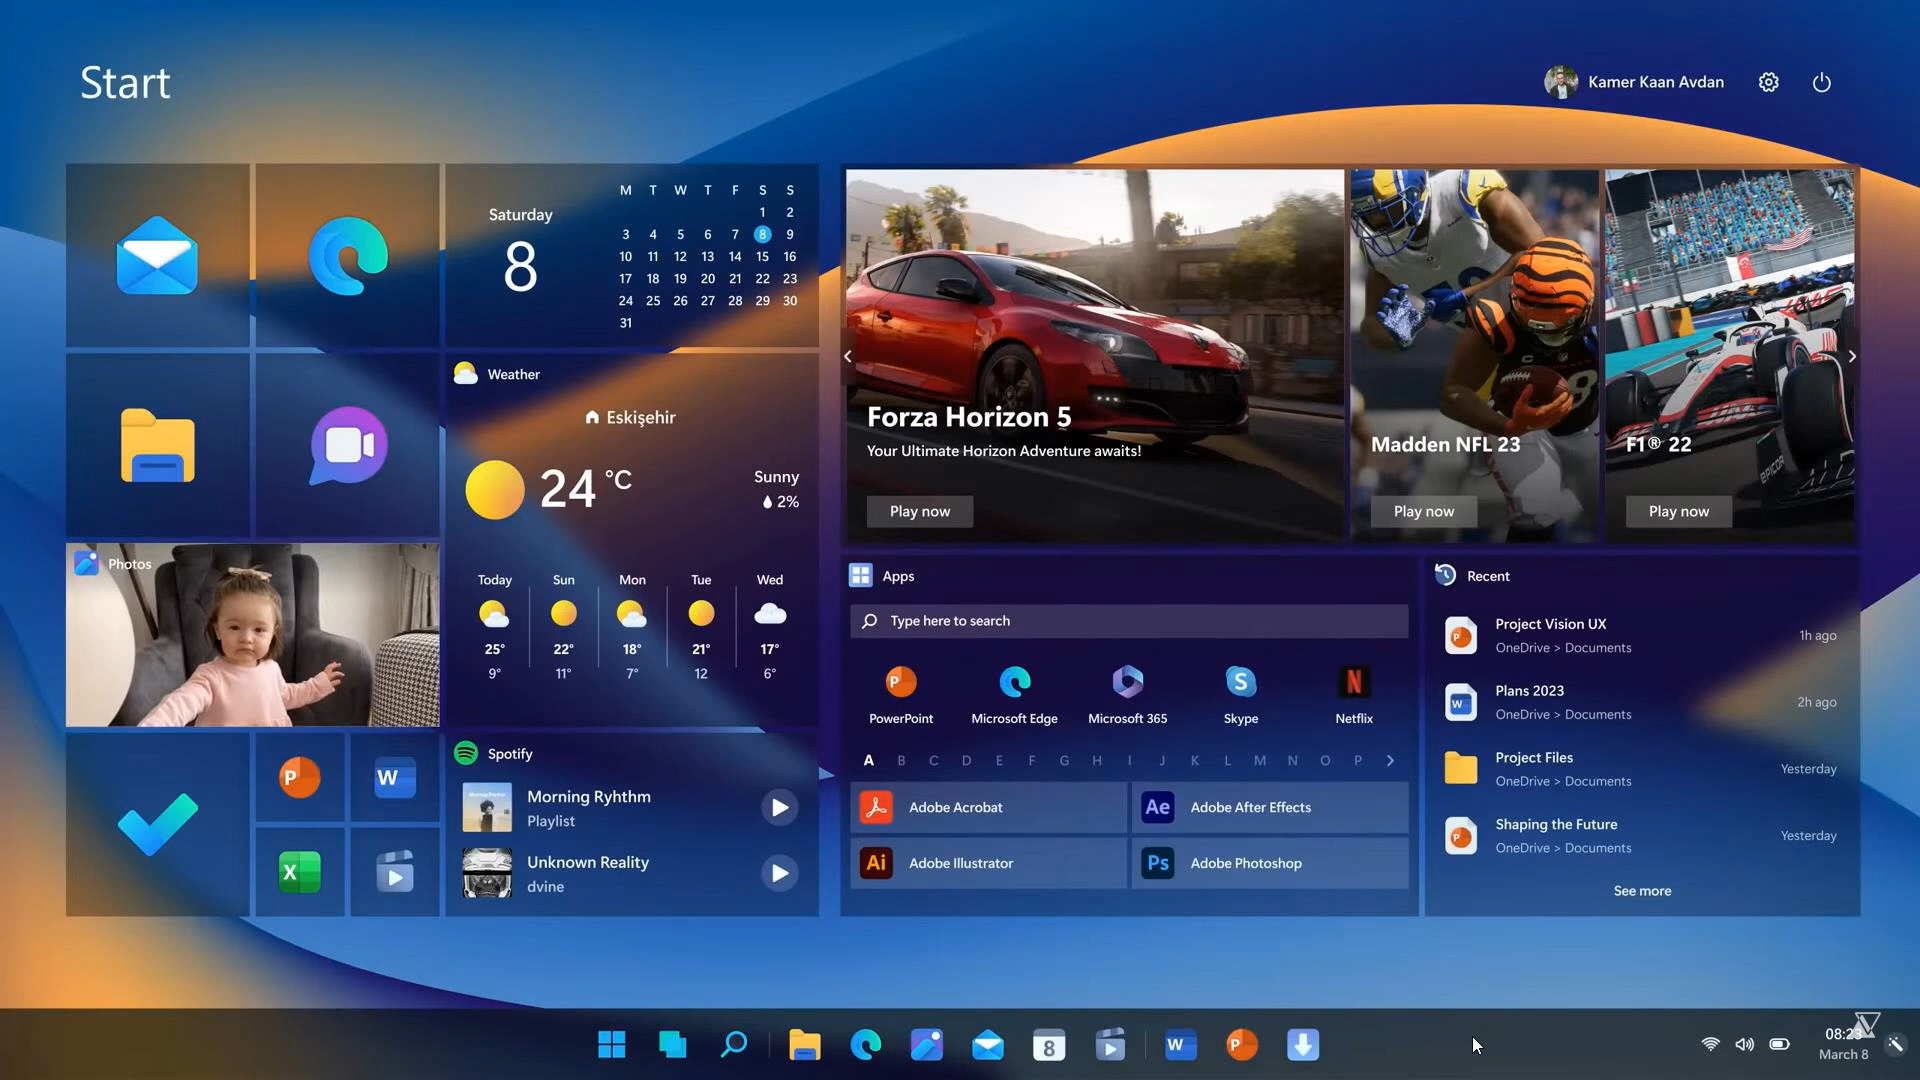 Start
Kamer Kaan Avdan
Saturday
8
M T W T F S S
1 2
3 4 5 6 7 8 9
10 11 12 13 14 15 16
17 18 19 20 21 22 23
24 25 26 27 28 29 30
31
Weather
Eskişehir
24 °C
Sunny
2%
Today Sun Mon Tue Wed
25° 22° 18° 21° 17°
9° 11° 7° 12 6°
Photos
P
W
X
Spotify
Morning Ryhthm
Playlist
Unknown Reality
dvine
Forza Horizon 5
Your Ultimate Horizon Adventure awaits!
Play now
Madden NFL 23
Play now
F1® 22
EPICOR
Play now
Apps
Type here to search
P
S
N
PowerPoint
Microsoft Edge
Microsoft 365
Skype
Netflix
A B C D E F G H I J K L M N O P
Adobe Acrobat
Ae
Adobe After Effects
Ai
Adobe Illustrator
Ps
Adobe Photoshop
Recent
P
Project Vision UX
OneDrive > Documents
1h ago
W
Plans 2023
OneDrive > Documents
2h ago
Project Files
OneDrive > Documents
Yesterday
P
Shaping the Future
OneDrive > Documents
Yesterday
See more
8
W
P
08:23
March 8